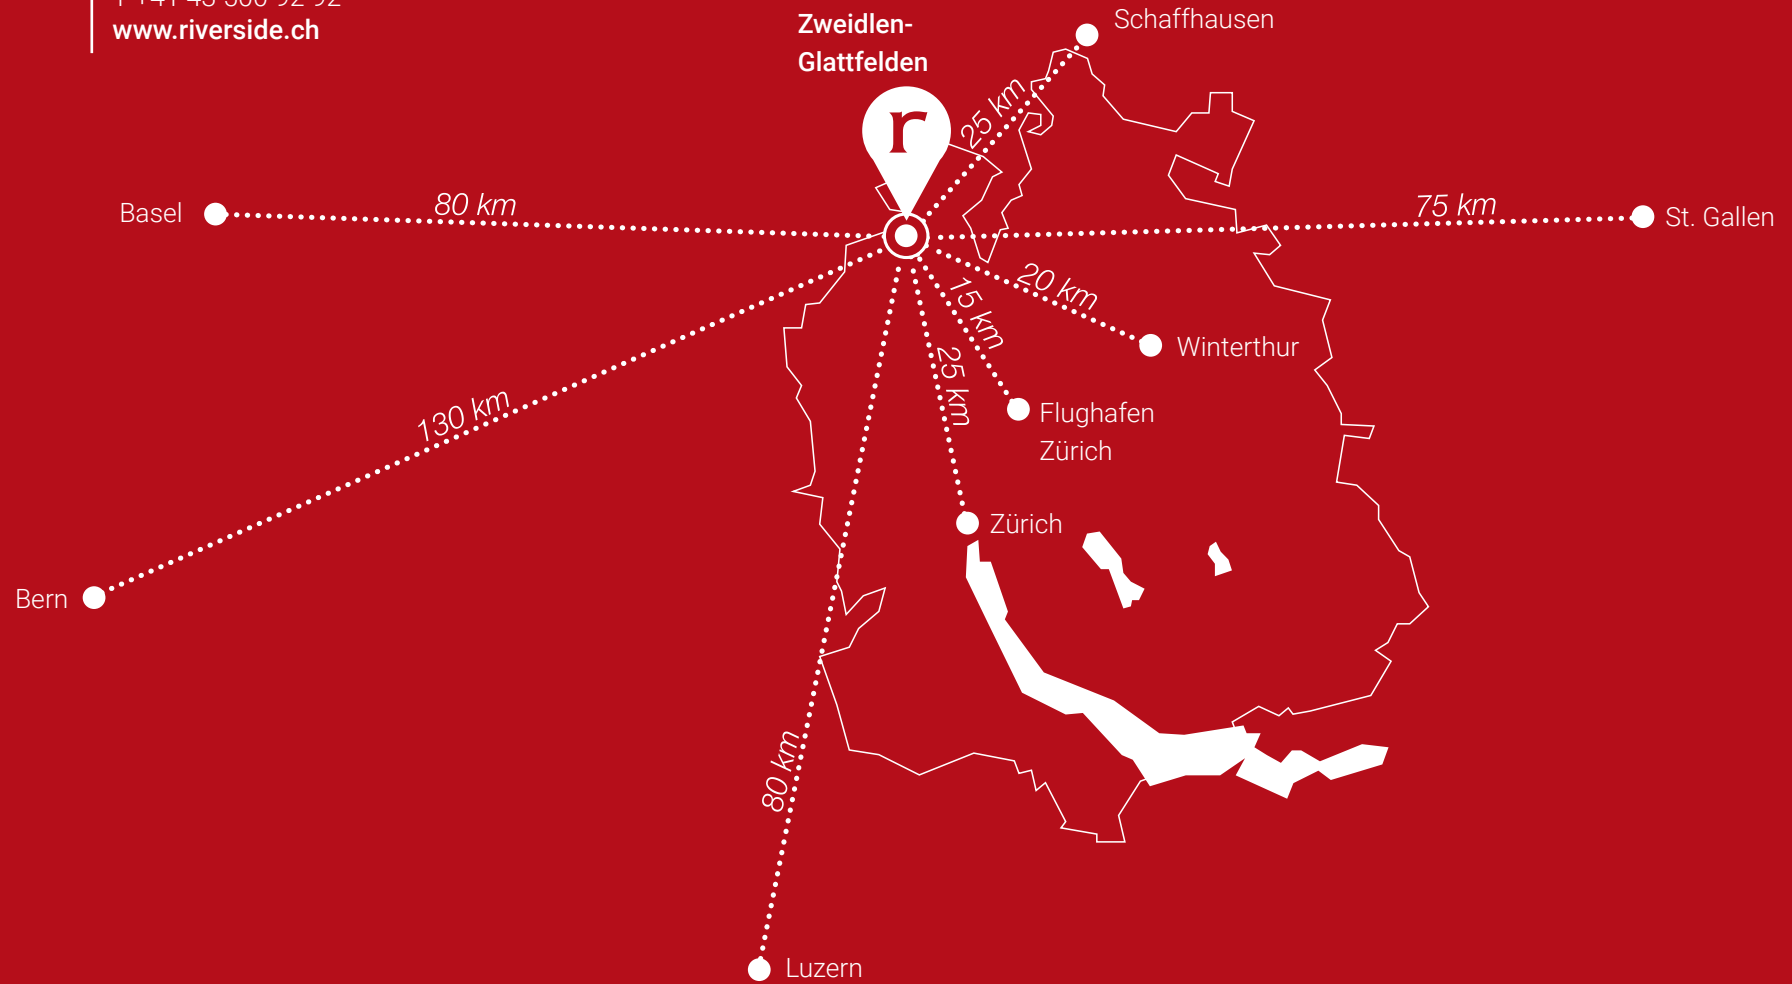 www.riverside.ch
Zweidlen-
Glattfelden
r
Schaffhausen
25 km
Basel
80 km
75 km
St. Gallen
20 km
15 km
Winterthur
25 km
130 km
Flughafen
Zürich
Zürich
Bern
80 km
Luzern